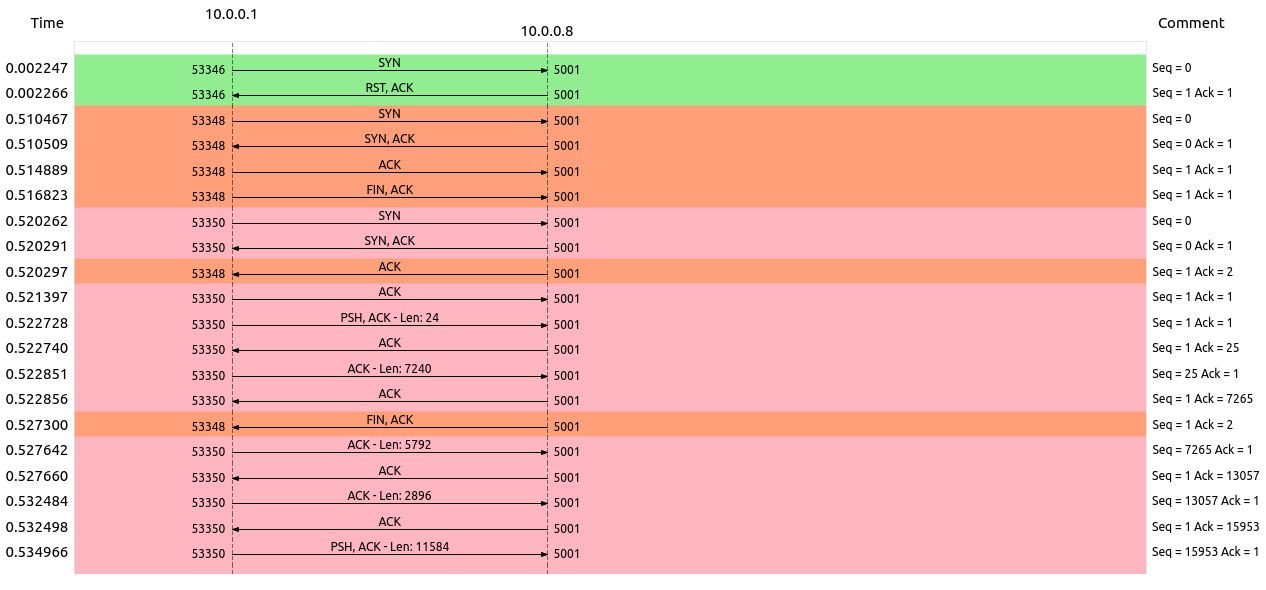 Time 10.0.0.1 10.0.0.8 Comment
0.002247 53346 SYN 5001 Seq = 0
0.002266 53346 RST, ACK 5001 Seq = 1 Ack = 1
0.510467 53348 SYN 5001 Seq = 0
0.510509 53348 SYN, ACK 5001 Seq = 0 Ack = 1
0.514889 53348 ACK 5001 Seq = 1 Ack = 1
0.516823 53348 FIN, ACK 5001 Seq = 1 Ack = 1
0.520262 53350 SYN 5001 Seq = 0
0.520291 53350 SYN, ACK 5001 Seq = 0 Ack = 1
0.520297 53348 ACK 5001 Seq = 1 Ack = 2
0.521397 53350 ACK 5001 Seq = 1 Ack = 1
0.522728 53350 PSH, ACK - Len: 24 5001 Seq = 1 Ack = 1
0.522740 53350 ACK 5001 Seq = 1 Ack = 25
0.522851 53350 ACK - Len: 7240 5001 Seq = 25 Ack = 1
0.522856 53350 ACK 5001 Seq = 1 Ack = 7265
0.527300 53348 FIN, ACK 5001 Seq = 1 Ack = 2
0.527642 53350 ACK - Len: 5792 5001 Seq = 7265 Ack = 1
0.527660 53350 ACK 5001 Seq = 1 Ack = 13057
0.532484 53350 ACK - Len: 2896 5001 Seq = 13057 Ack = 1
0.532498 53350 ACK 5001 Seq = 1 Ack = 15953
0.534966 53350 PSH, ACK - Len: 11584 5001 Seq = 15953 Ack = 1